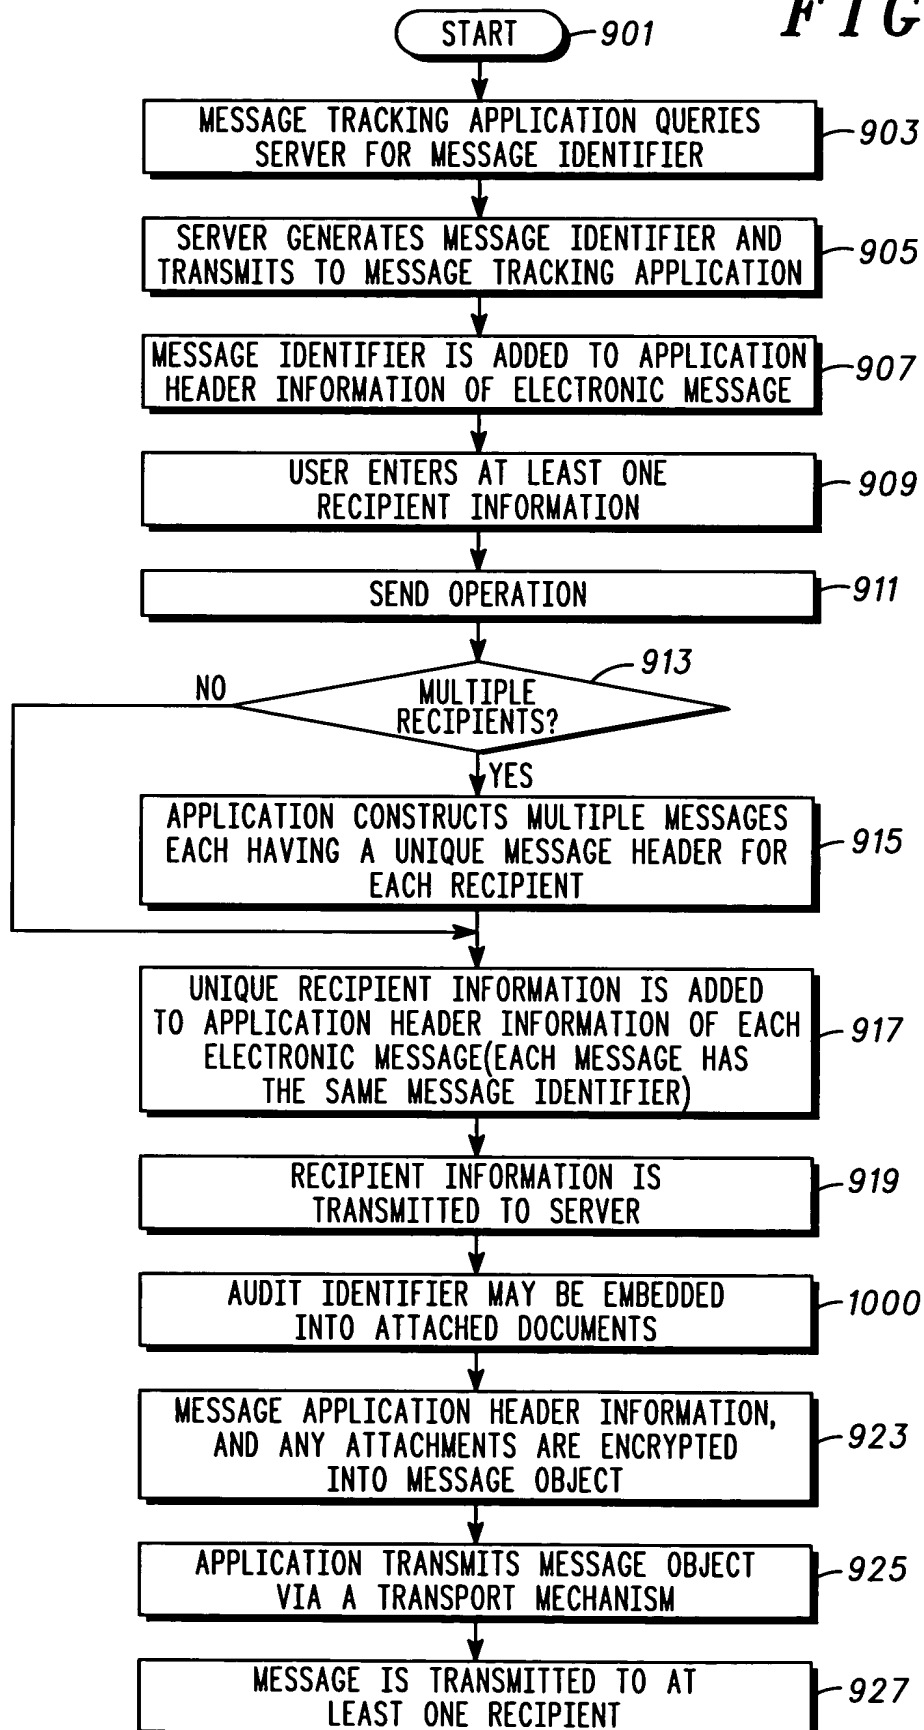 FIG
START
901
MESSAGE TRACKING APPLICATION QUERIES
SERVER FOR MESSAGE IDENTIFIER
903
SERVER GENERATES MESSAGE IDENTIFIER AND
TRANSMITS TO MESSAGE TRACKING APPLICATION
905
MESSAGE IDENTIFIER IS ADDED TO APPLICATION
HEADER INFORMATION OF ELECTRONIC MESSAGE
907
USER ENTERS AT LEAST ONE
RECIPIENT INFORMATION
909
SEND OPERATION
911
913
NO
MULTIPLE
RECIPIENTS?
YES
APPLICATION CONSTRUCTS MULTIPLE MESSAGES
EACH HAVING A UNIQUE MESSAGE HEADER FOR
EACH RECIPIENT
915
UNIQUE RECIPIENT INFORMATION IS ADDED
TO APPLICATION HEADER INFORMATION OF EACH
ELECTRONIC MESSAGE(EACH MESSAGE HAS
THE SAME MESSAGE IDENTIFIER)
917
RECIPIENT INFORMATION IS
TRANSMITTED TO SERVER
919
AUDIT IDENTIFIER MAY BE EMBEDDED
INTO ATTACHED DOCUMENTS
1000
MESSAGE APPLICATION HEADER INFORMATION,
AND ANY ATTACHMENTS ARE ENCRYPTED
INTO MESSAGE OBJECT
923
APPLICATION TRANSMITS MESSAGE OBJECT
VIA A TRANSPORT MECHANISM
925
MESSAGE IS TRANSMITTED TO AT
LEAST ONE RECIPIENT
927